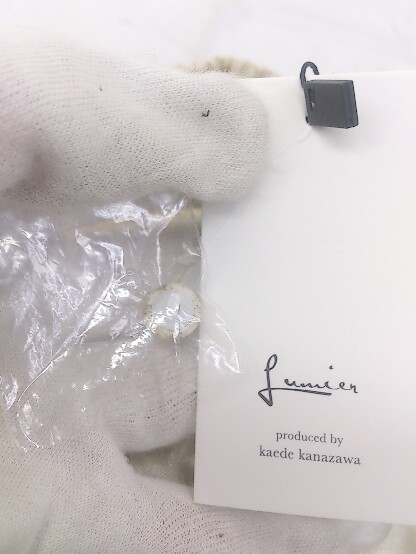 Lumier
produced by
kaede kanazawa